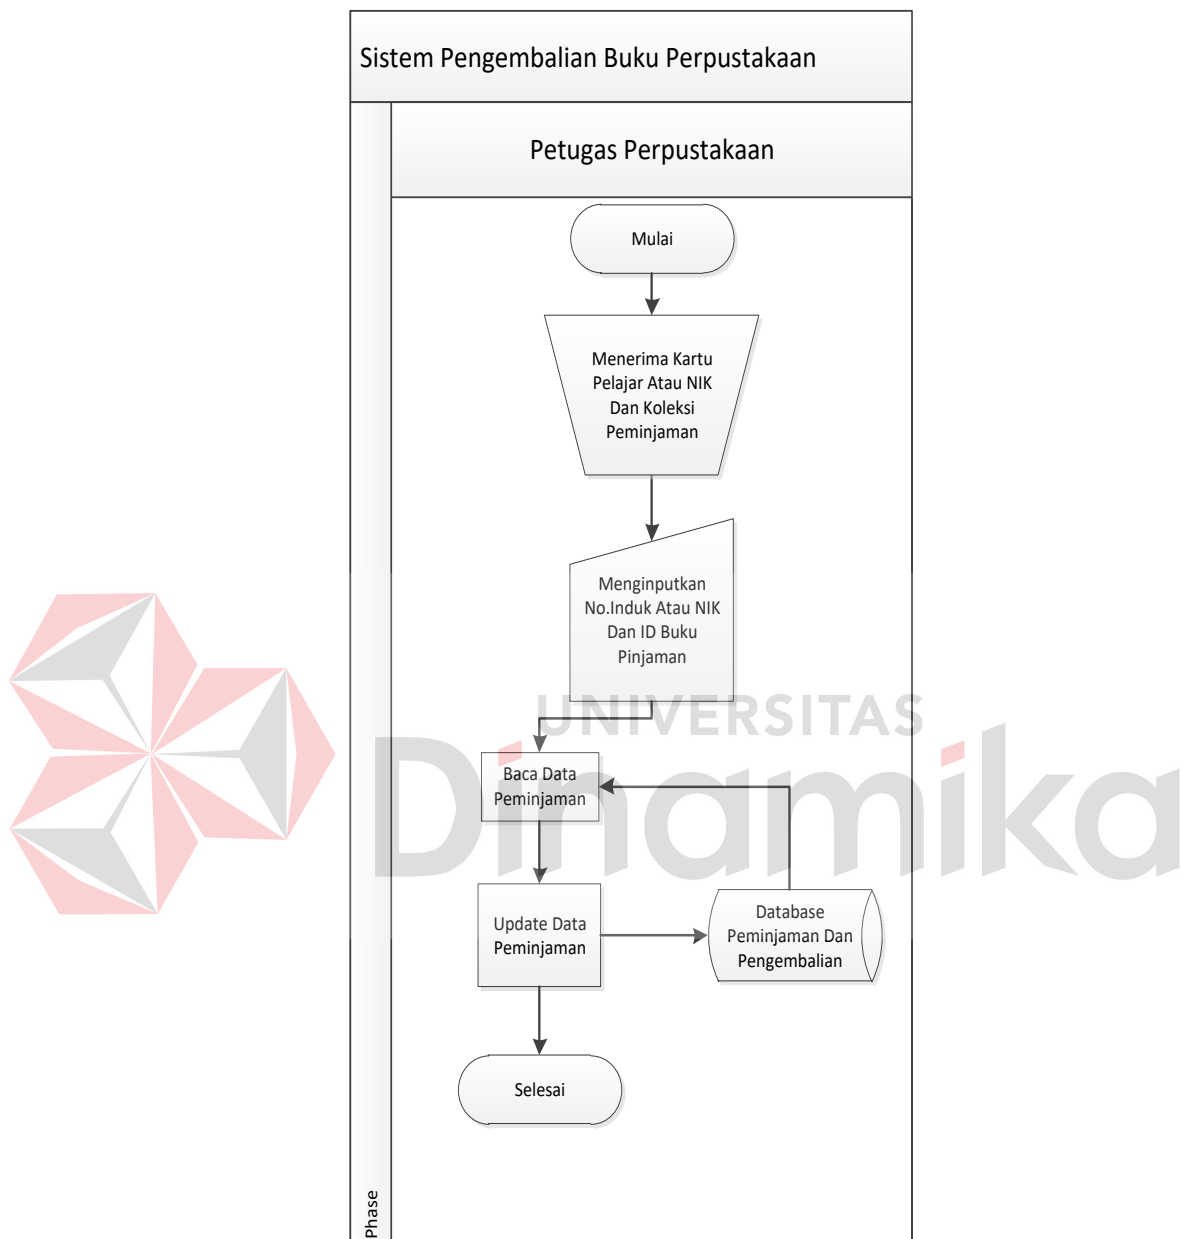 Sistem Pengembalian Buku Perpustakaan
Petugas Perpustakaan
Mulai
Menerima Kartu
Pelajar Atau NIK
Dan Koleksi
Peminjaman
Menginputkan
No.Induk Atau NIK
Dan ID Buku
Pinjaman
UNIVERSITAS
Dinamika
Baca Data
Peminjaman
Update Data
Peminjaman
Database
Peminjaman Dan
Pengembalian
Selesai
Phase